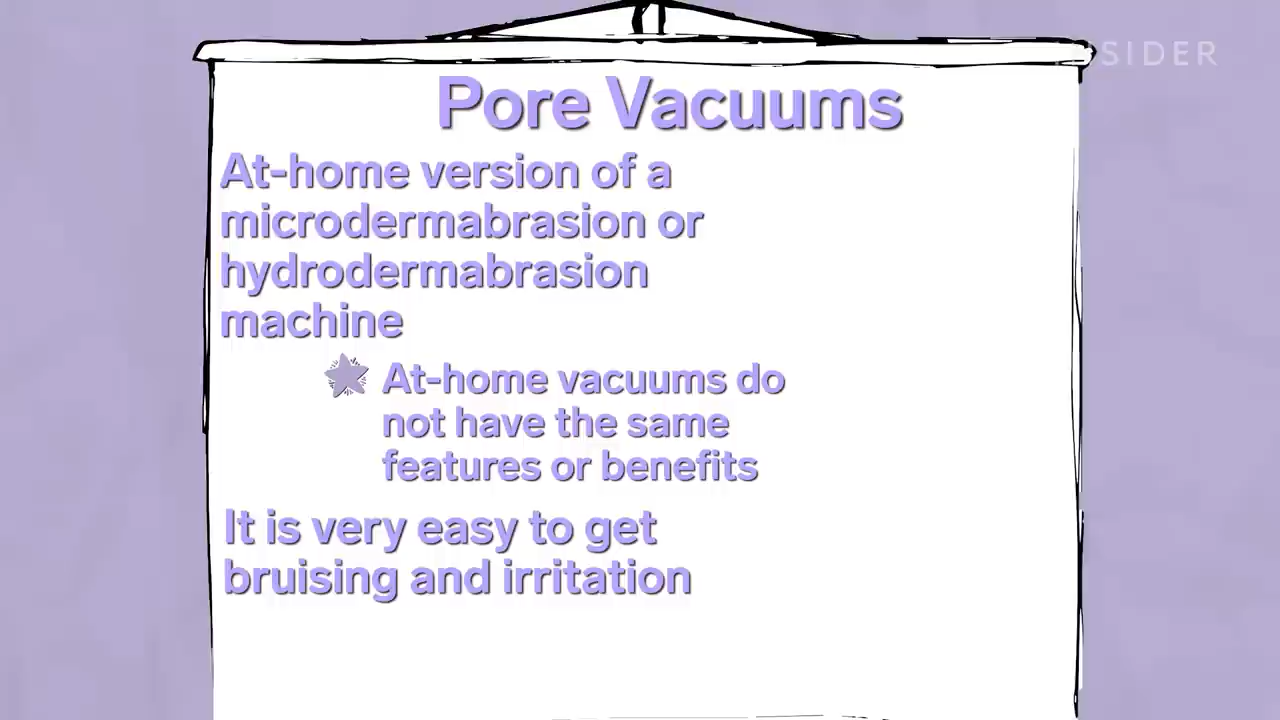 SIDER
Pore Vacuums
At-home version of a
microdermabrasion or
hydrodermabrasion
machine
At-home vacuums do
not have the same
features or benefits
It is very easy to get
bruising and irritation